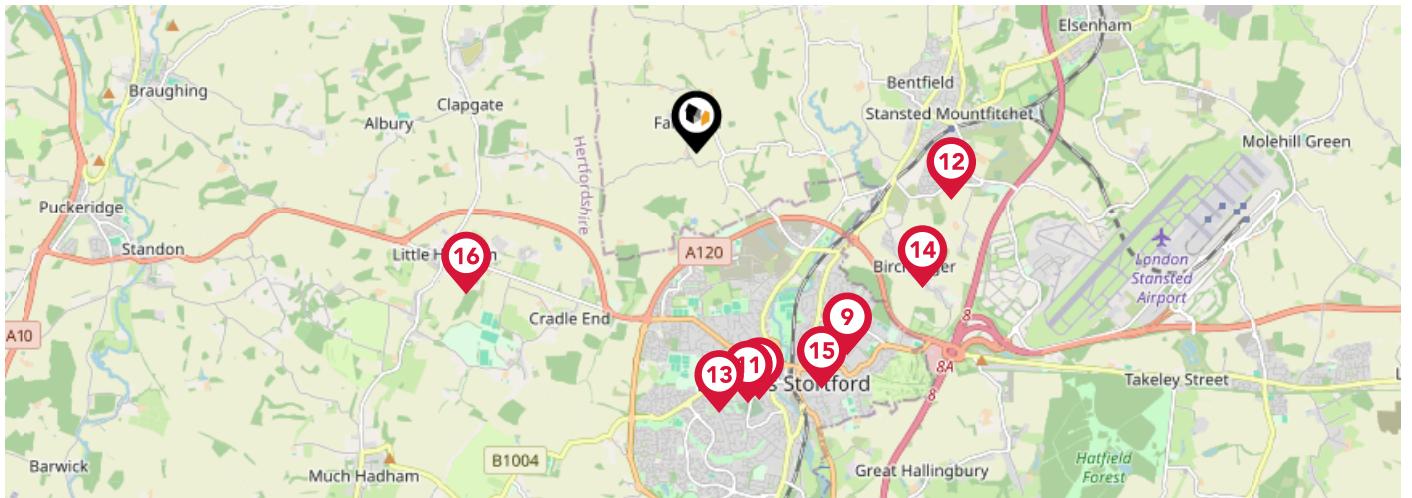 Elsenham
Braughing
Bentfield
Clapgate
Stansted Mountfitchet
Albury
Molehill Green
Hertfordshire
12
Puckeridge
Standon
A120
14
16
London
Stansted
Airport
A10
Cradle End
8
9
15
13
8A
Takeley Street
8
B1004
Barwick
Much Hadham
Great Hallingbury
Hatfield
Forest